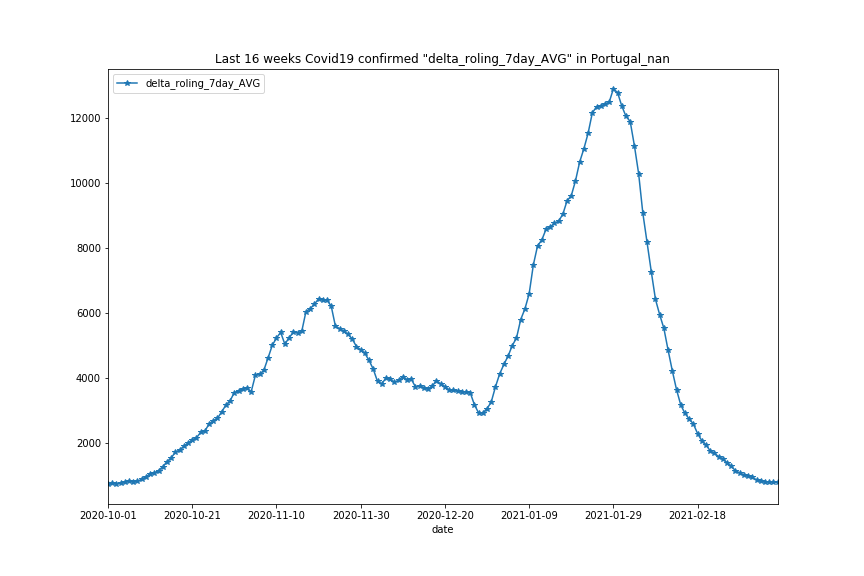 Last 16 weeks Covid19 confirmed "delta_roling_7day_AVG" in Portugal_nan
delta_roling_7day_AVG
12000
10000
8000
6000
4000
2000
2020-10-01 2020-10-21 2020-11-10 2020-11-30 2020-12-20 2021-01-09 2021-01-29 2021-02-18
date